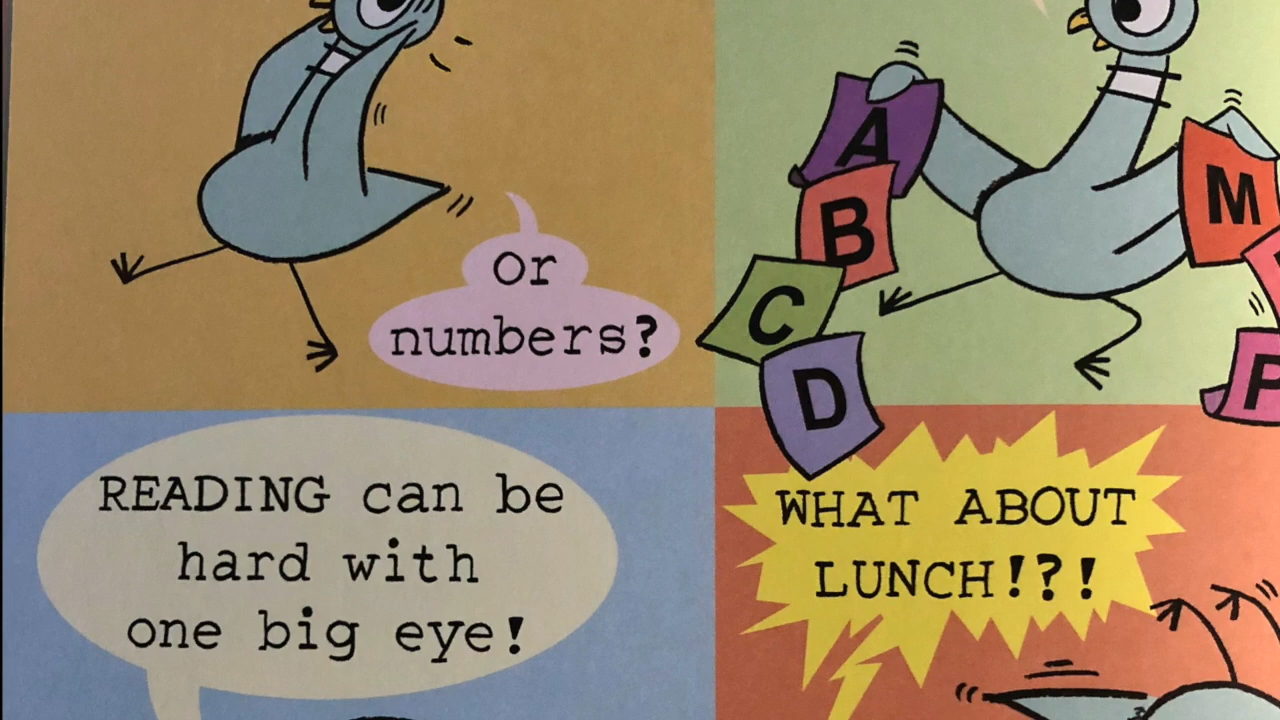 or
numbers?
A
B
C
D
M
P
READING can be
hard with
one big eye!
WHAT ABOUT
LUNCH!?!